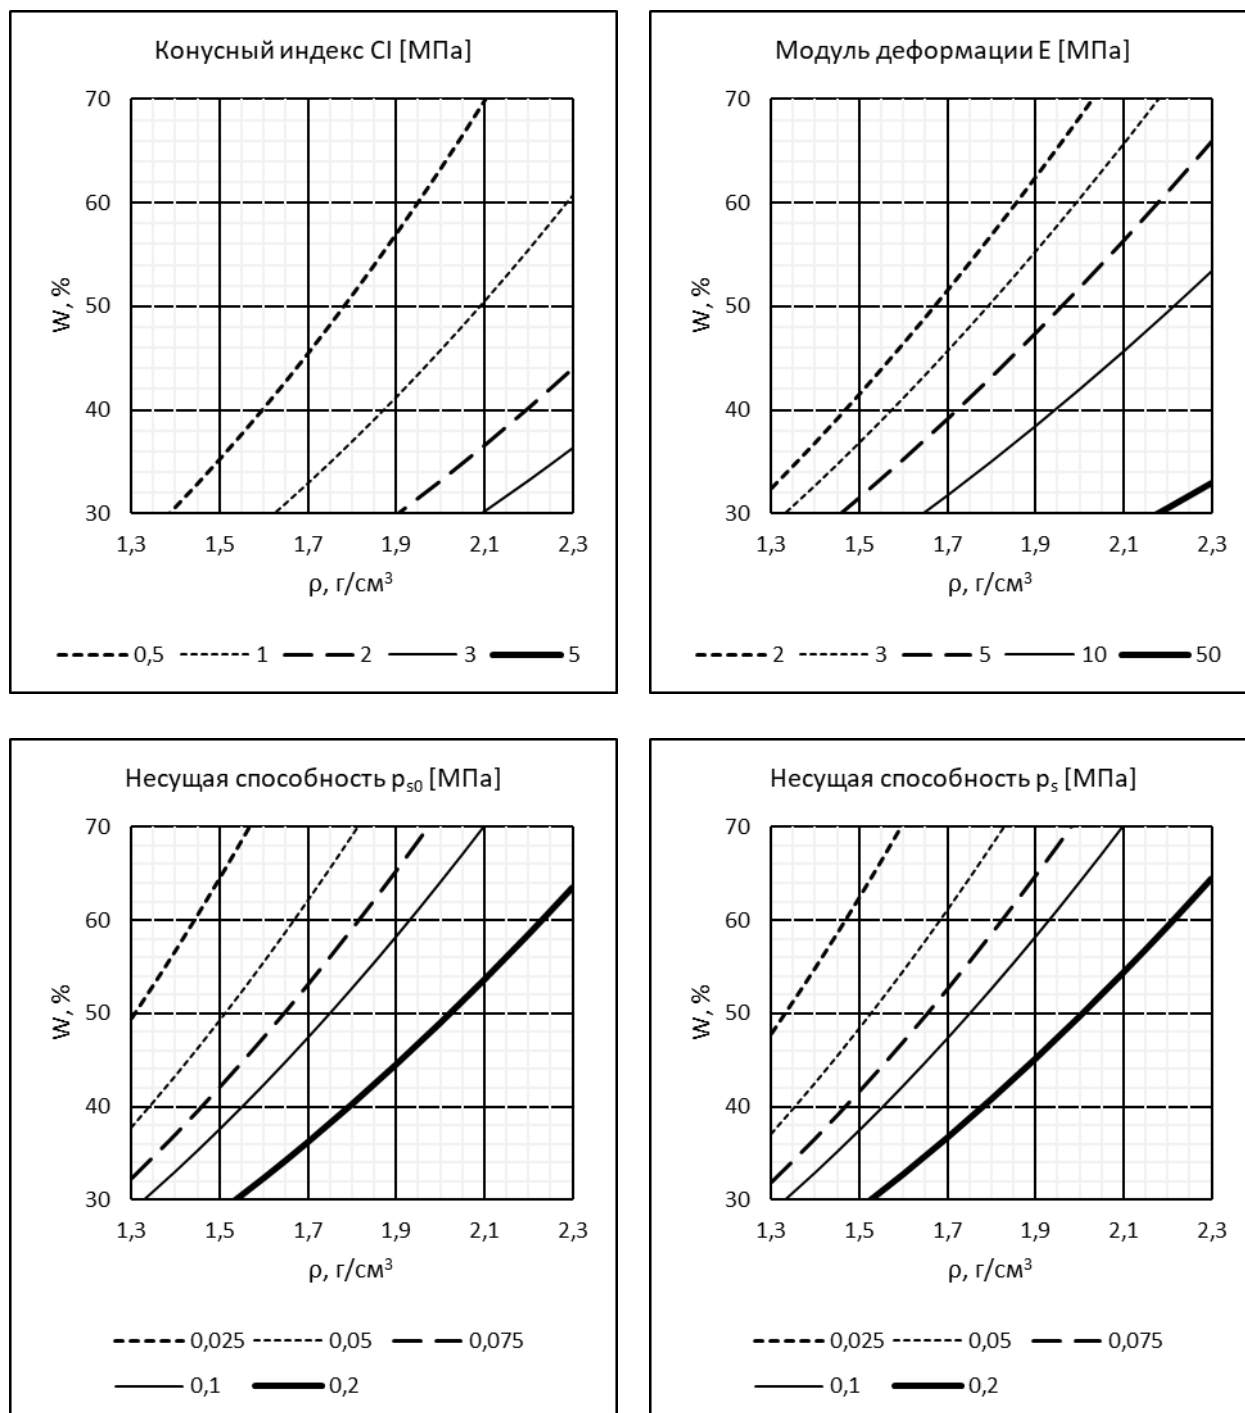 Конусный индекс CI [МПа]
70
60
50
40
30
W, %
1,3 1,5 1,7 1,9 2,1 2,3
ρ, г/см³
0,5 1 2 3 5
Модуль деформации E [МПа]
70
60
50
40
30
W, %
1,3 1,5 1,7 1,9 2,1 2,3
ρ, г/см³
2 3 5 10 50
Несущая способность pₛ₀ [МПа]
70
60
50
40
30
W, %
1,3 1,5 1,7 1,9 2,1 2,3
ρ, г/см³
0,025 0,05 0,075
0,1 0,2
Несущая способность pₛ [МПа]
70
60
50
40
30
W, %
1,3 1,5 1,7 1,9 2,1 2,3
ρ, г/см³
0,025 0,05 0,075
0,1 0,2